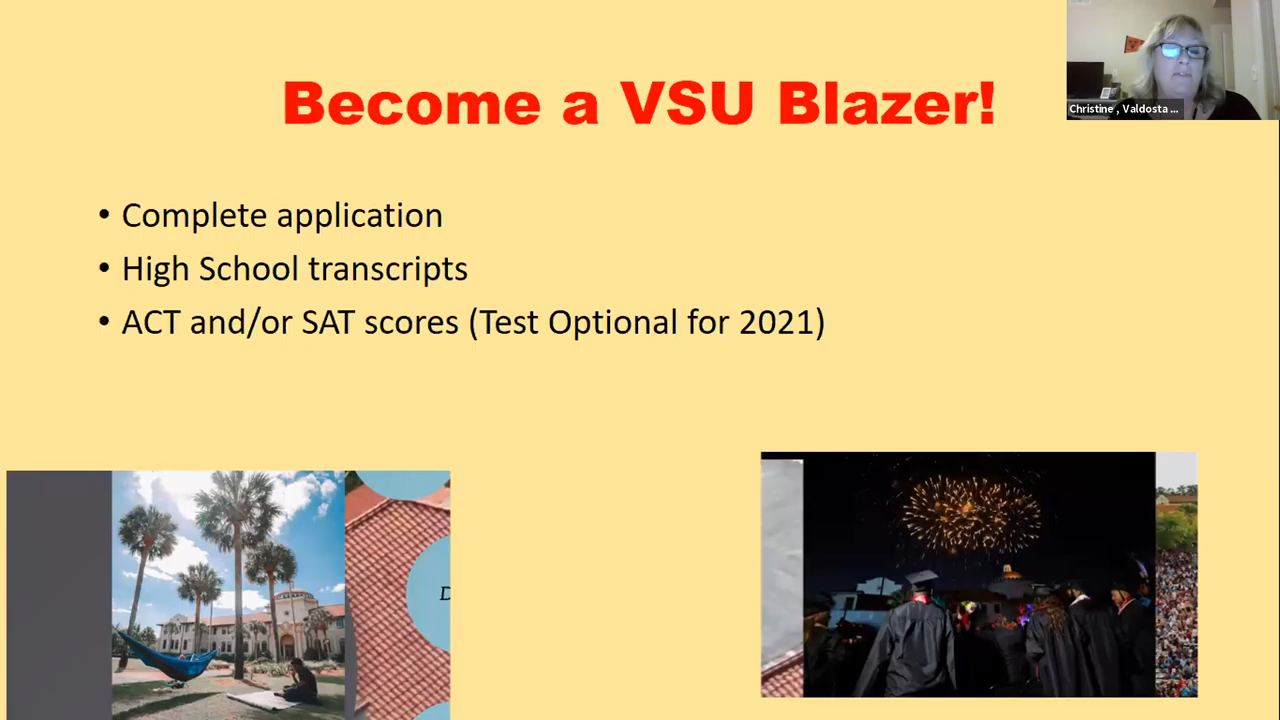 Become a VSU Blazer!
Christine , Valdosta ...
• Complete application
• High School transcripts
• ACT and/or SAT scores (Test Optional for 2021)
D